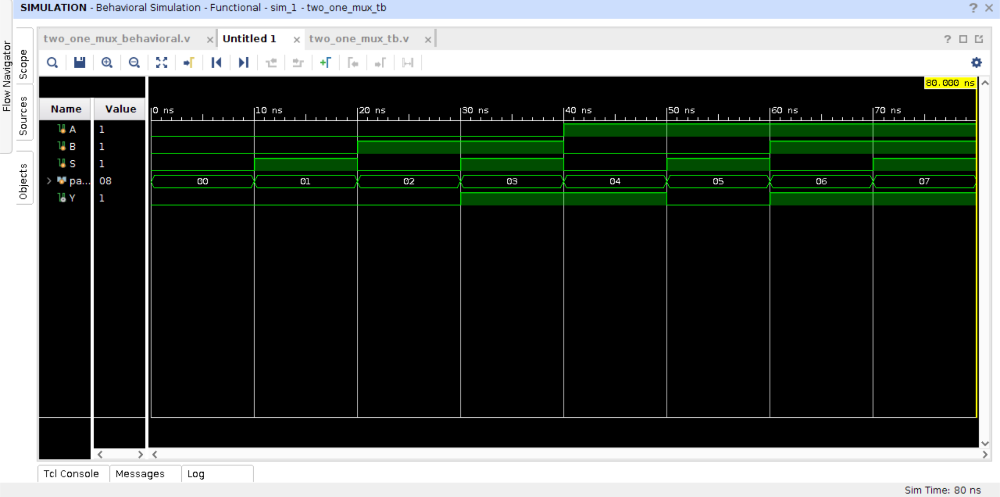 SIMULATION - Behavioral Simulation - Functional - sim_1 - two_one_mux_tb
Flow Navigator
Scope
Sources
Objects
two_one_mux_behavioral.v
Untitled 1
two_one_mux_tb.v
80.000 ns
Name Value
0 ns 10 ns 20 ns 30 ns 40 ns 50 ns 60 ns 70 ns
A 1
B 1
S 1
pa... 08 00 01 02 03 04 05 06 07
Y 1
Tcl Console Messages Log
Sim Time: 80 ns